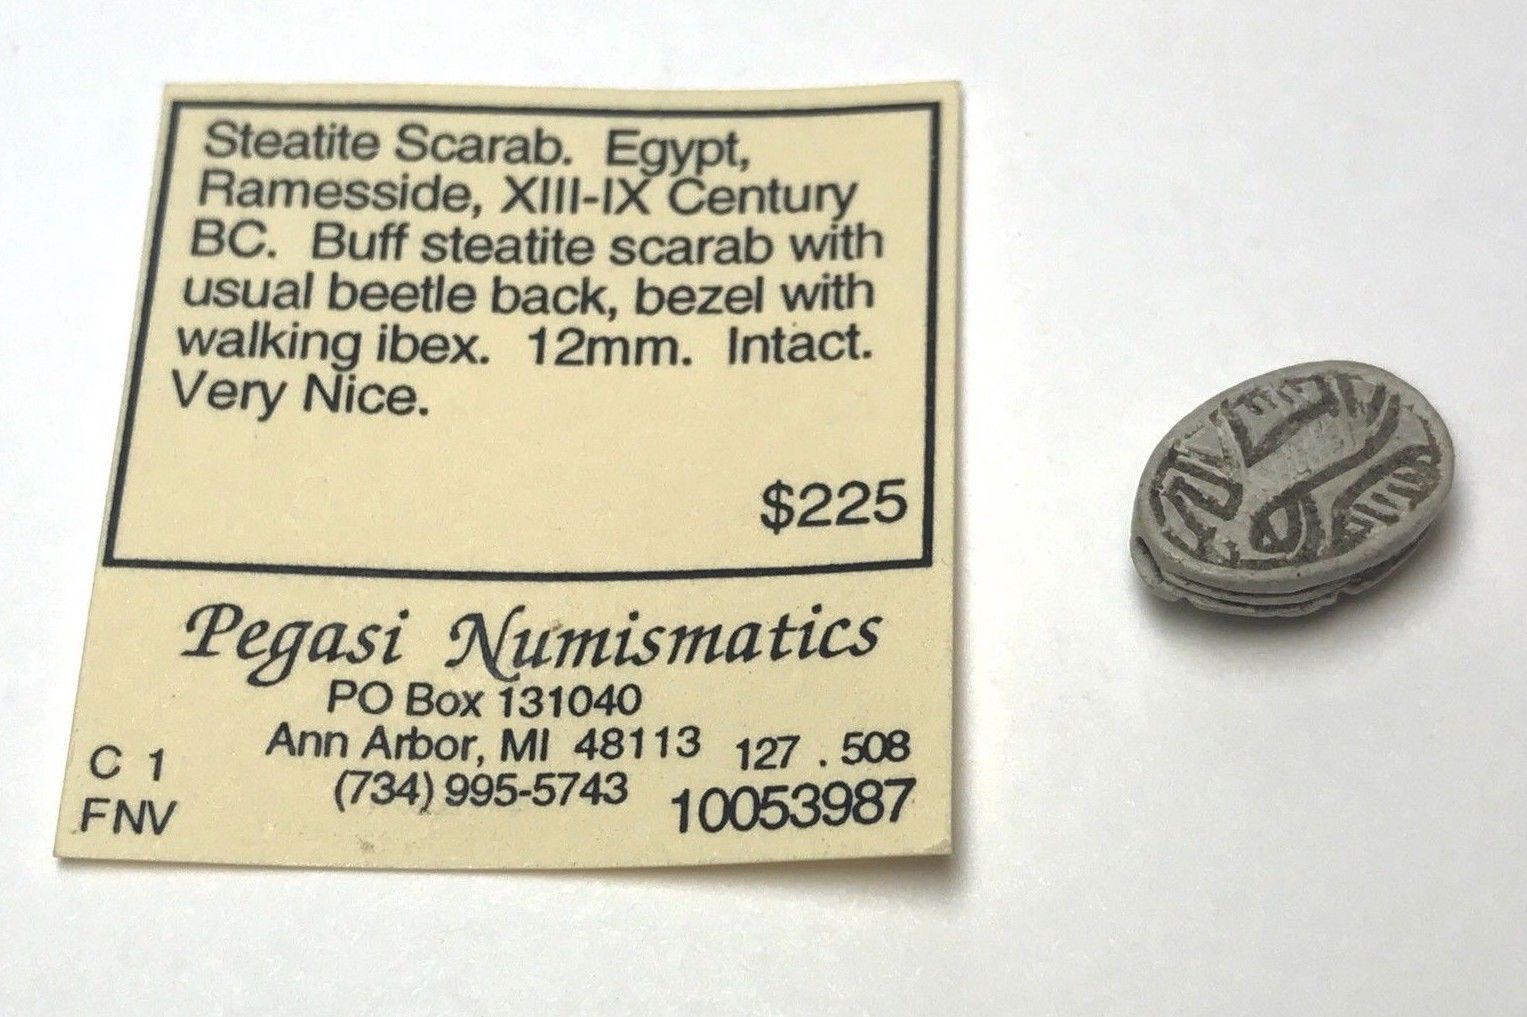 Steatite Scarab. Egypt,
Ramesside, XIII-IX Century
BC. Buff steatite scarab with
usual beetle back, bezel with
walking ibex. 12mm. Intact.
Very Nice.
$225
Pegasi Numismatics
PO Box 131040
Ann Arbor, MI 48113
(734) 995-5743
C 1
FNV
127 . 508
10053987